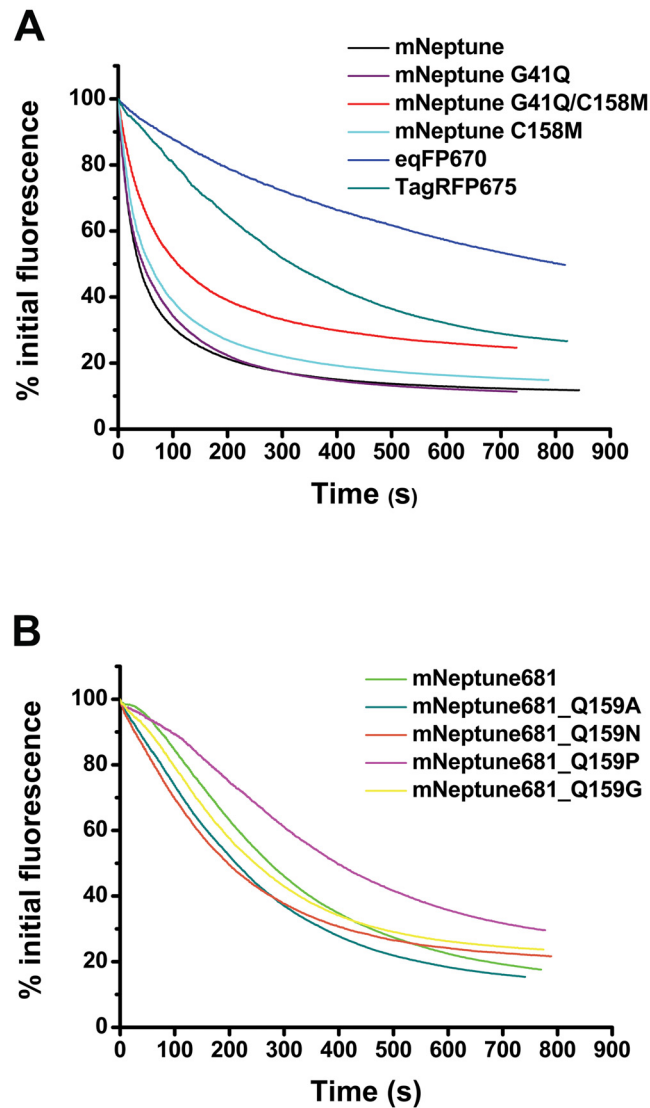 A
mNeptune
mNeptune G41Q
mNeptune G41Q/C158M
mNeptune C158M
eqFP670
TagRFP675
% initial fluorescence
100
80
60
40
20
0
0 100 200 300 400 500 600 700 800 900
Time (s)
B
mNeptune681
mNeptune681_Q159A
mNeptune681_Q159N
mNeptune681_Q159P
mNeptune681_Q159G
% initial fluorescence
100
80
60
40
20
0
0 100 200 300 400 500 600 700 800 900
Time (s)